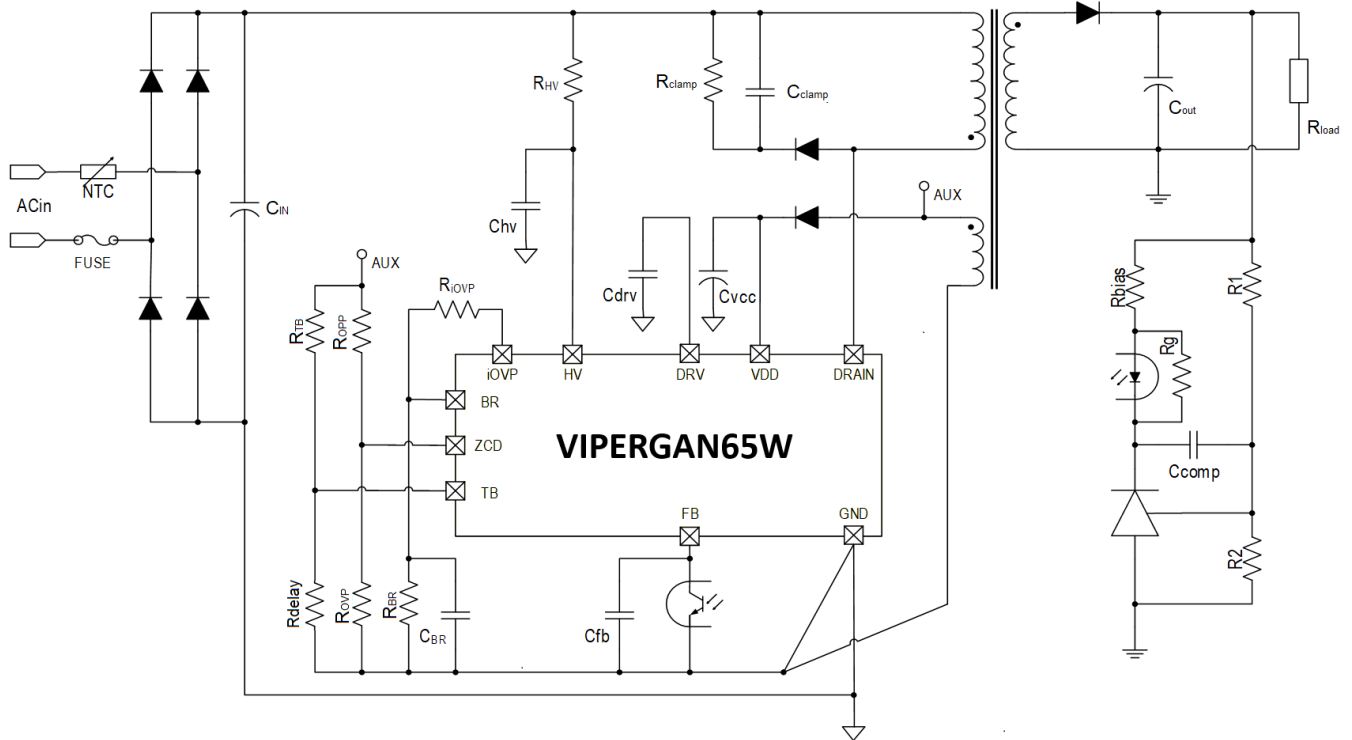 RHV
Rclamp
Cclamp
Cout
Rload
NTC
ACin
FUSE
CIN
Chv
AUX
AUX
RiOVP
Cdrv
Cvcc
Rbias
R1
RTB
ROPP
Rg
iOVP
HV
DRV
VDD
DRAIN
BR
ZCD
TB
VIPERGAN65W
FB
GND
Ccomp
R2
Rdelay
ROVP
RBR
CBR
Cfb